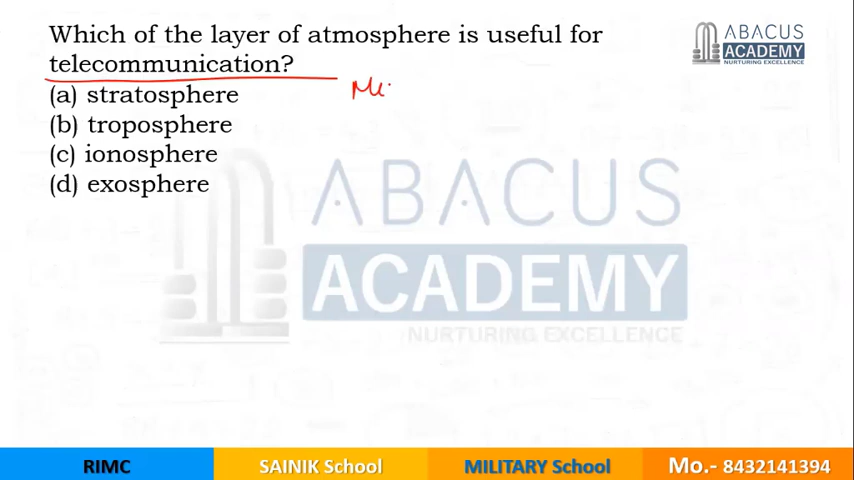 Which of the layer of atmosphere is useful for
telecommunication?
(a) stratosphere
(b) troposphere
(c) ionosphere
(d) exosphere
ABACUS
ACADEMY
NURTURING EXCELLENCE
ABACUS
ACADEMY
NURTURING EXCELLENCE
RIMC
SAINIK School
MILITARY School
Mo.- 8432141394